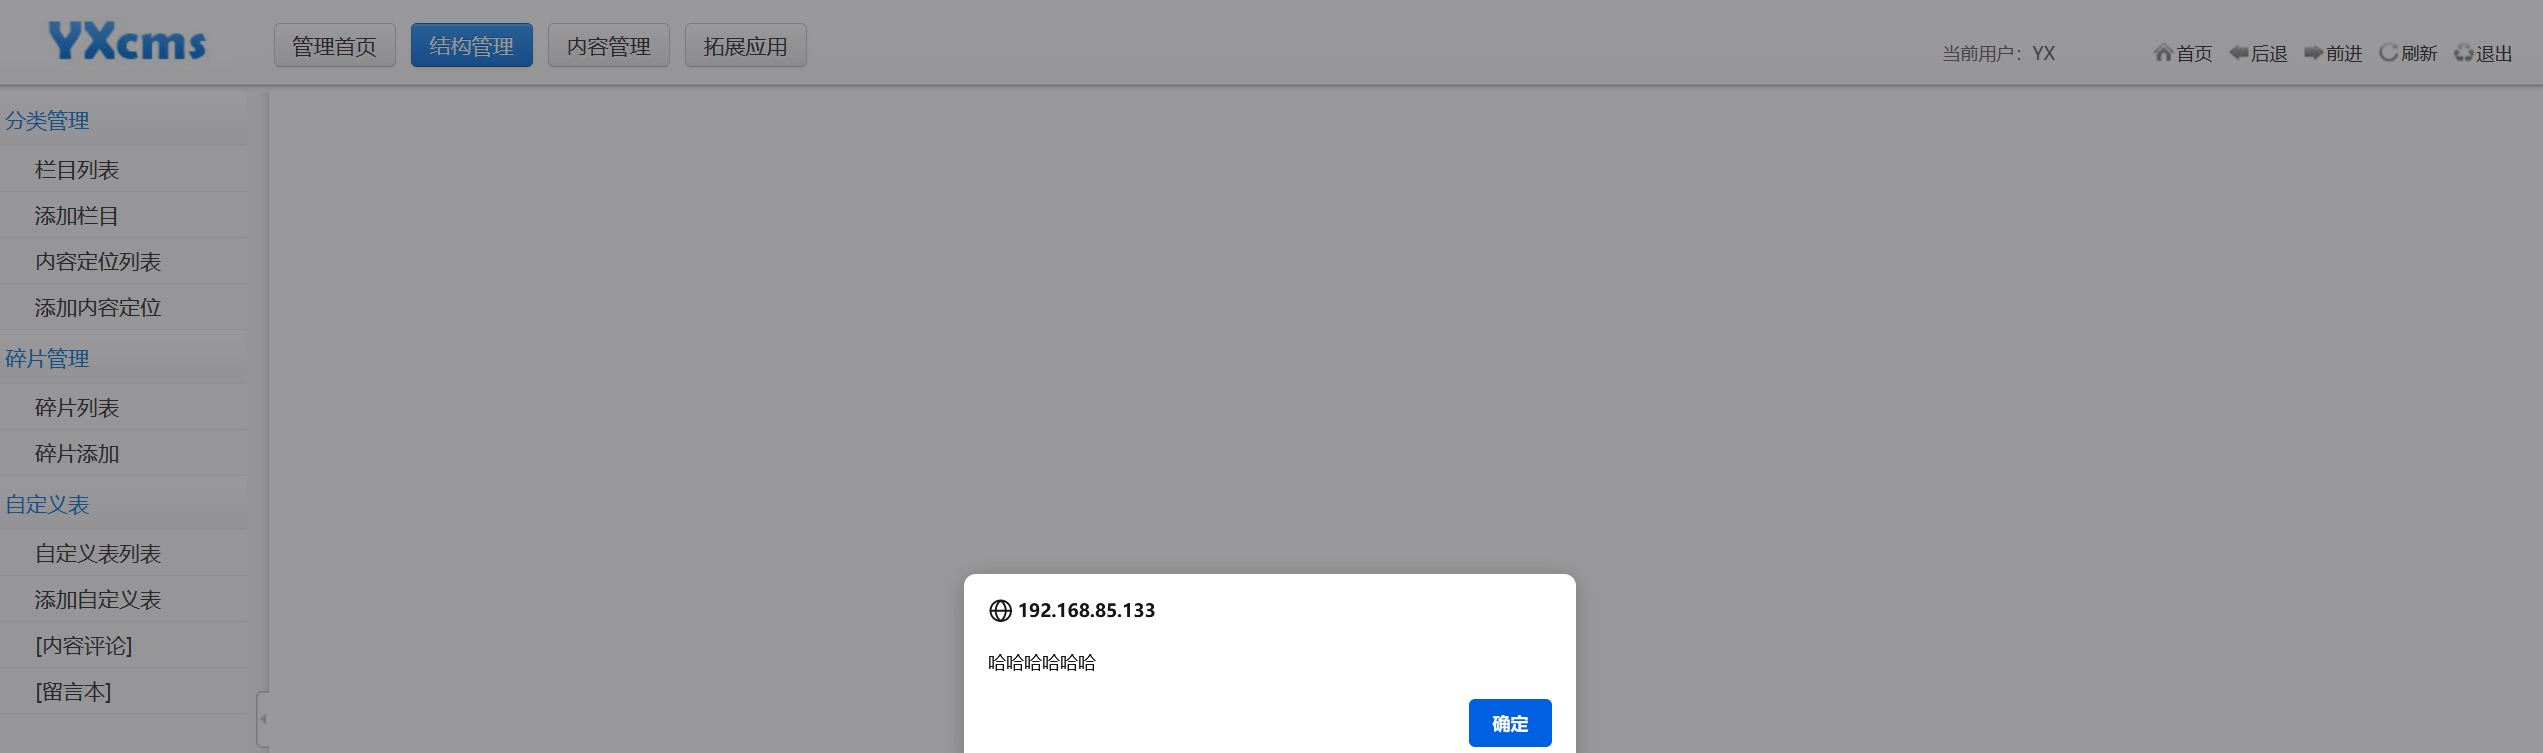 YXcms 管理首页 结构管理 内容管理 拓展应用 当前用户：YX 首页 后退 前进 刷新 退出
分类管理
栏目列表
添加栏目
内容定位列表
添加内容定位
碎片管理
碎片列表
碎片添加
自定义表
自定义表列表
添加自定义表
[内容评论]
[留言本]
192.168.85.133
哈哈哈哈哈哈
确定